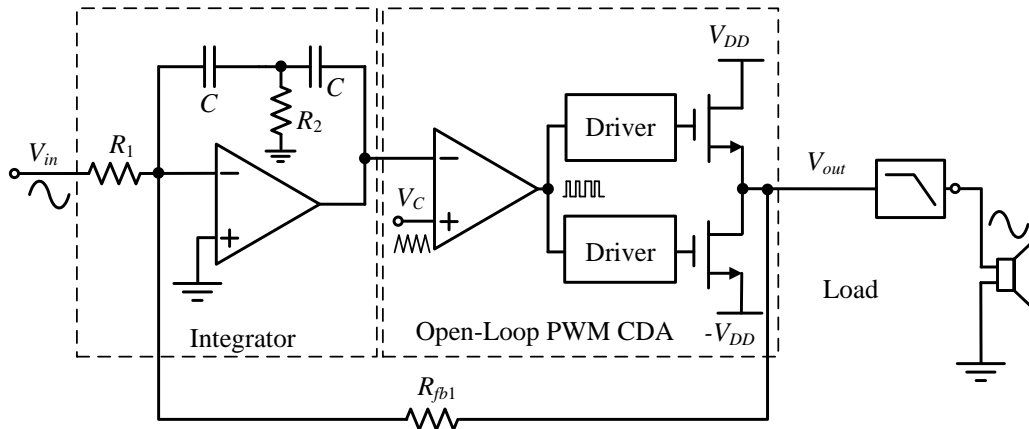 V_DD
C
C
R_2
Driver
V_in
R_1
−
−
V_out
V_C
+
+
Driver
Load
Integrator
Open-Loop PWM CDA
-V_DD
R_fb1